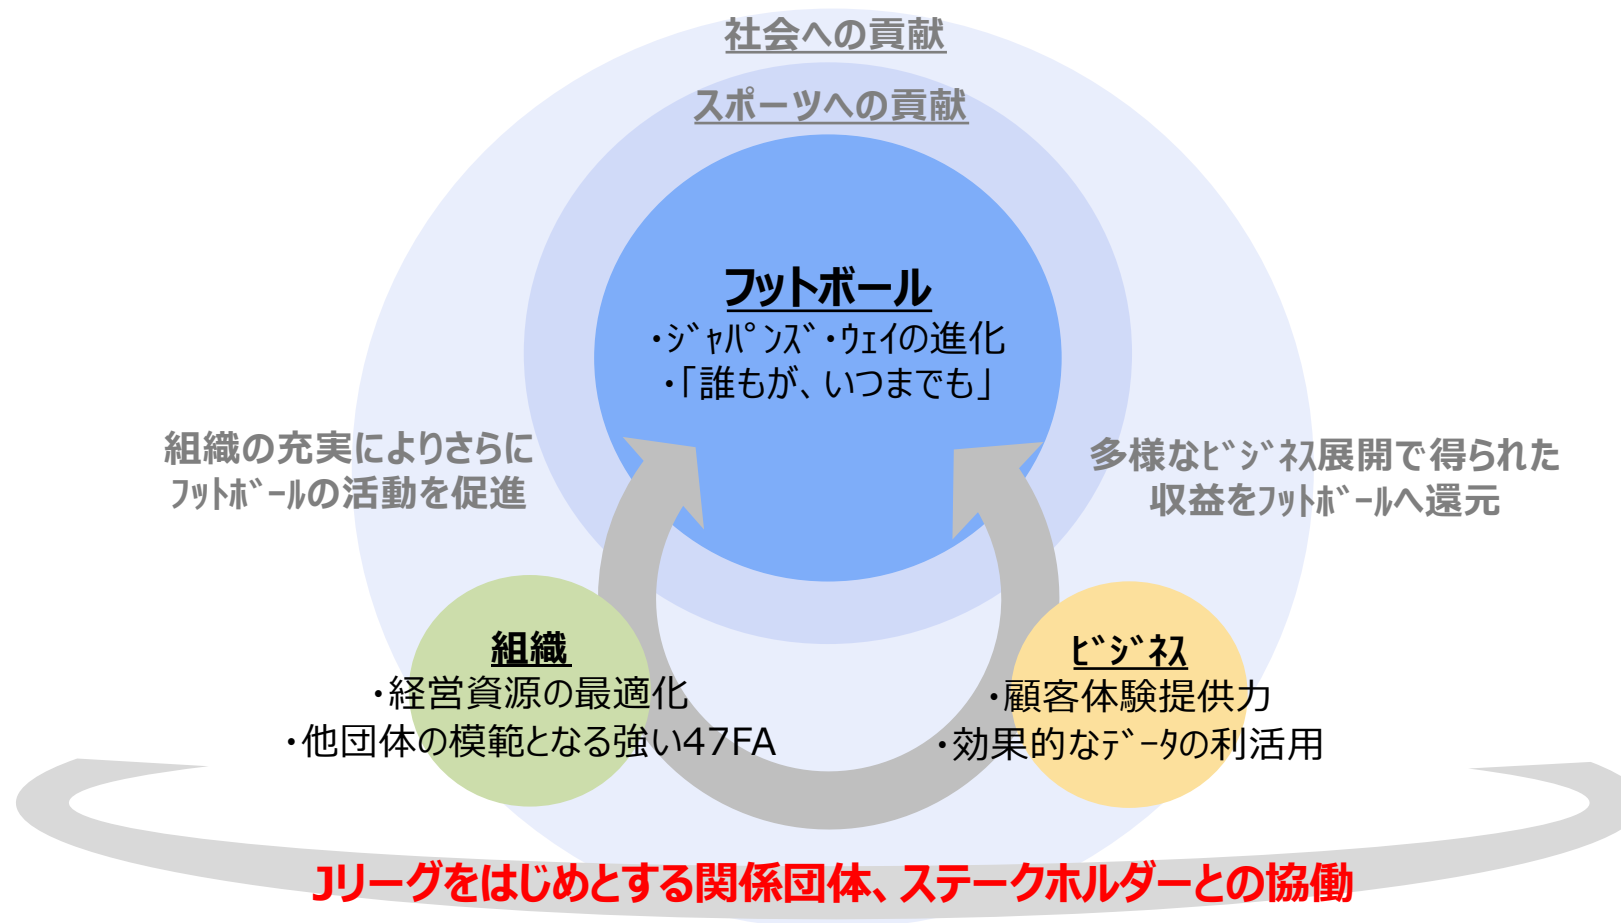 社会への貢献
スポーツへの貢献
フットボール
・ｼﾞｬﾊﾟﾝｽﾞ・ｳｪｲの進化
・「誰もが、いつまでも」
組織の充実によりさらに
ﾌｯﾄﾎﾞｰﾙの活動を促進
多様なﾋﾞｼﾞﾈｽ展開で得られた
収益をﾌｯﾄﾎﾞｰﾙへ還元
組織
・経営資源の最適化
・他団体の模範となる強い47FA
ﾋﾞｼﾞﾈｽ
・顧客体験提供力
・効果的なﾃﾞｰﾀの利活用
Jリーグをはじめとする関係団体、ステークホルダーとの協働